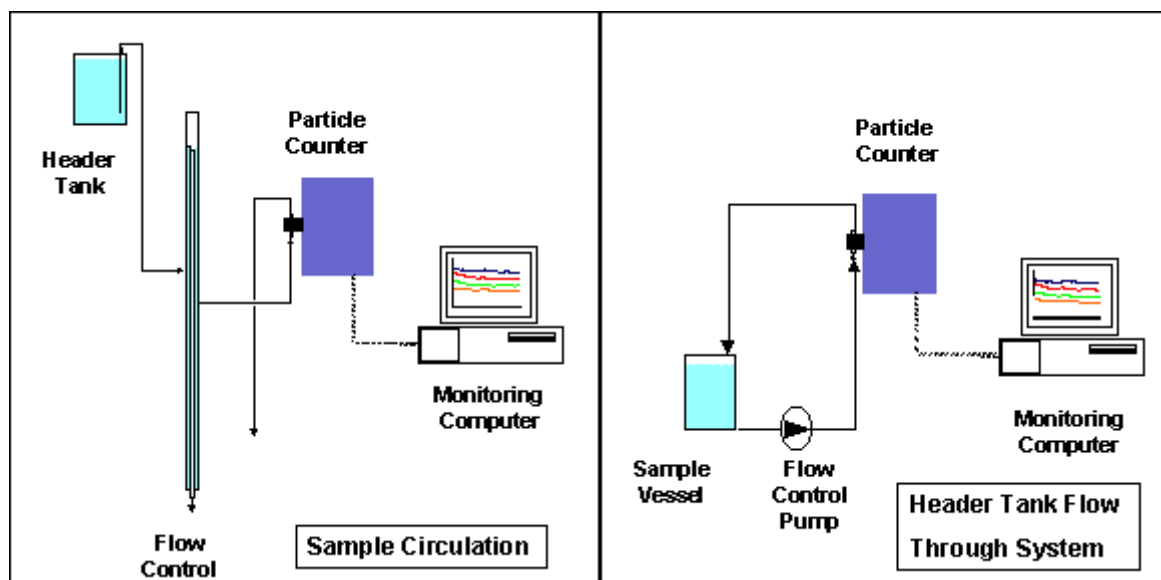 Header
Tank
Particle
Counter
Monitoring
Computer
Flow
Control
Sample Circulation
Particle
Counter
Sample
Vessel
Flow
Control
Pump
Monitoring
Computer
Header Tank Flow
Through System